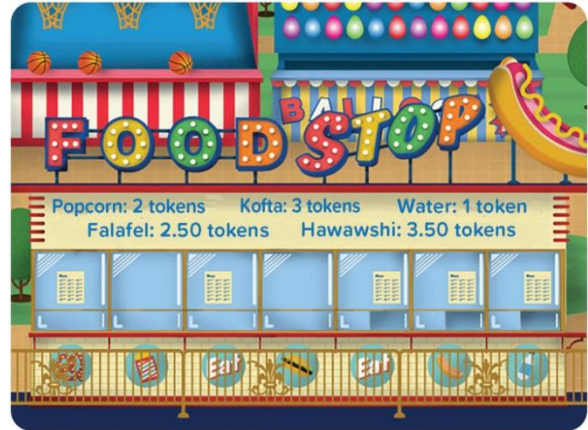 FOOD STOP
Popcorn: 2 tokens Kofta: 3 tokens Water: 1 token
Falafel: 2.50 tokens Hawawshi: 3.50 tokens
Eat Eat